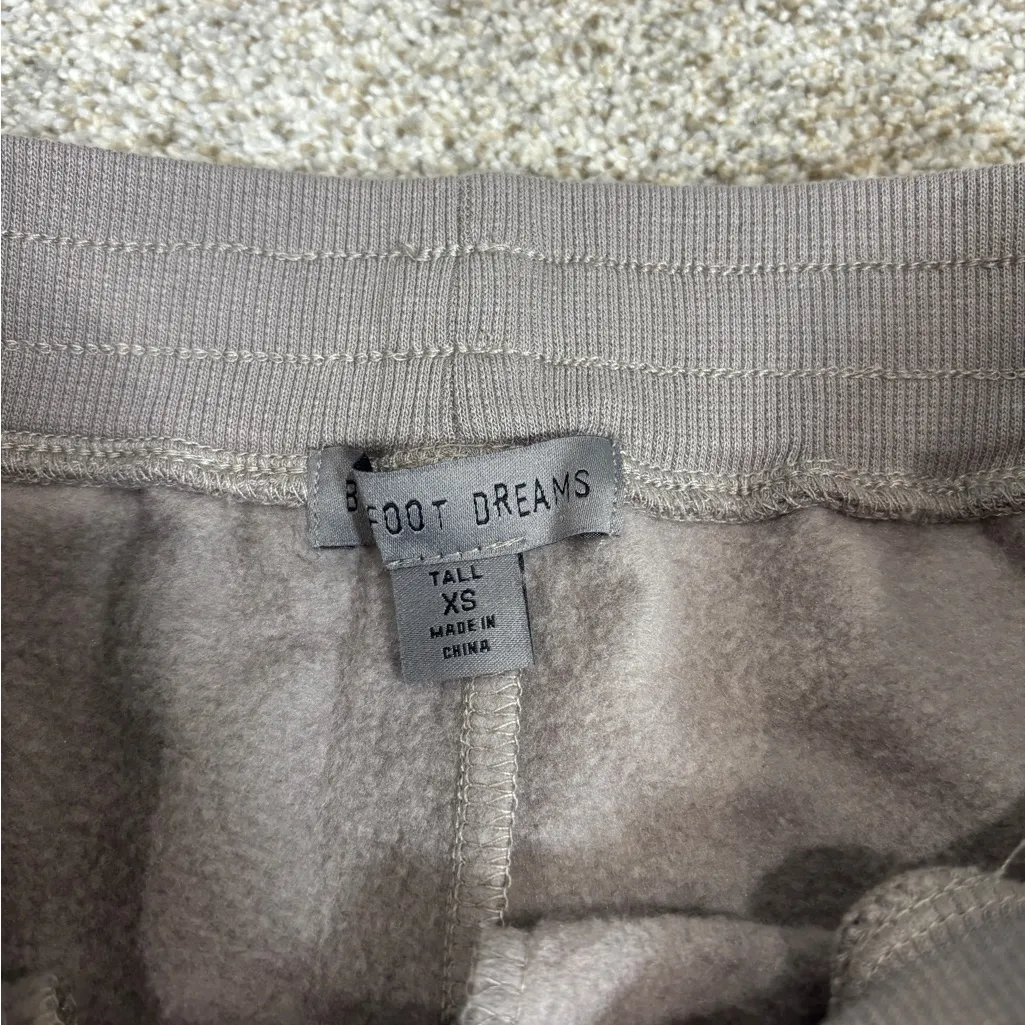 B FOOT DREAMS
TALL
XS
MADE IN
CHINA